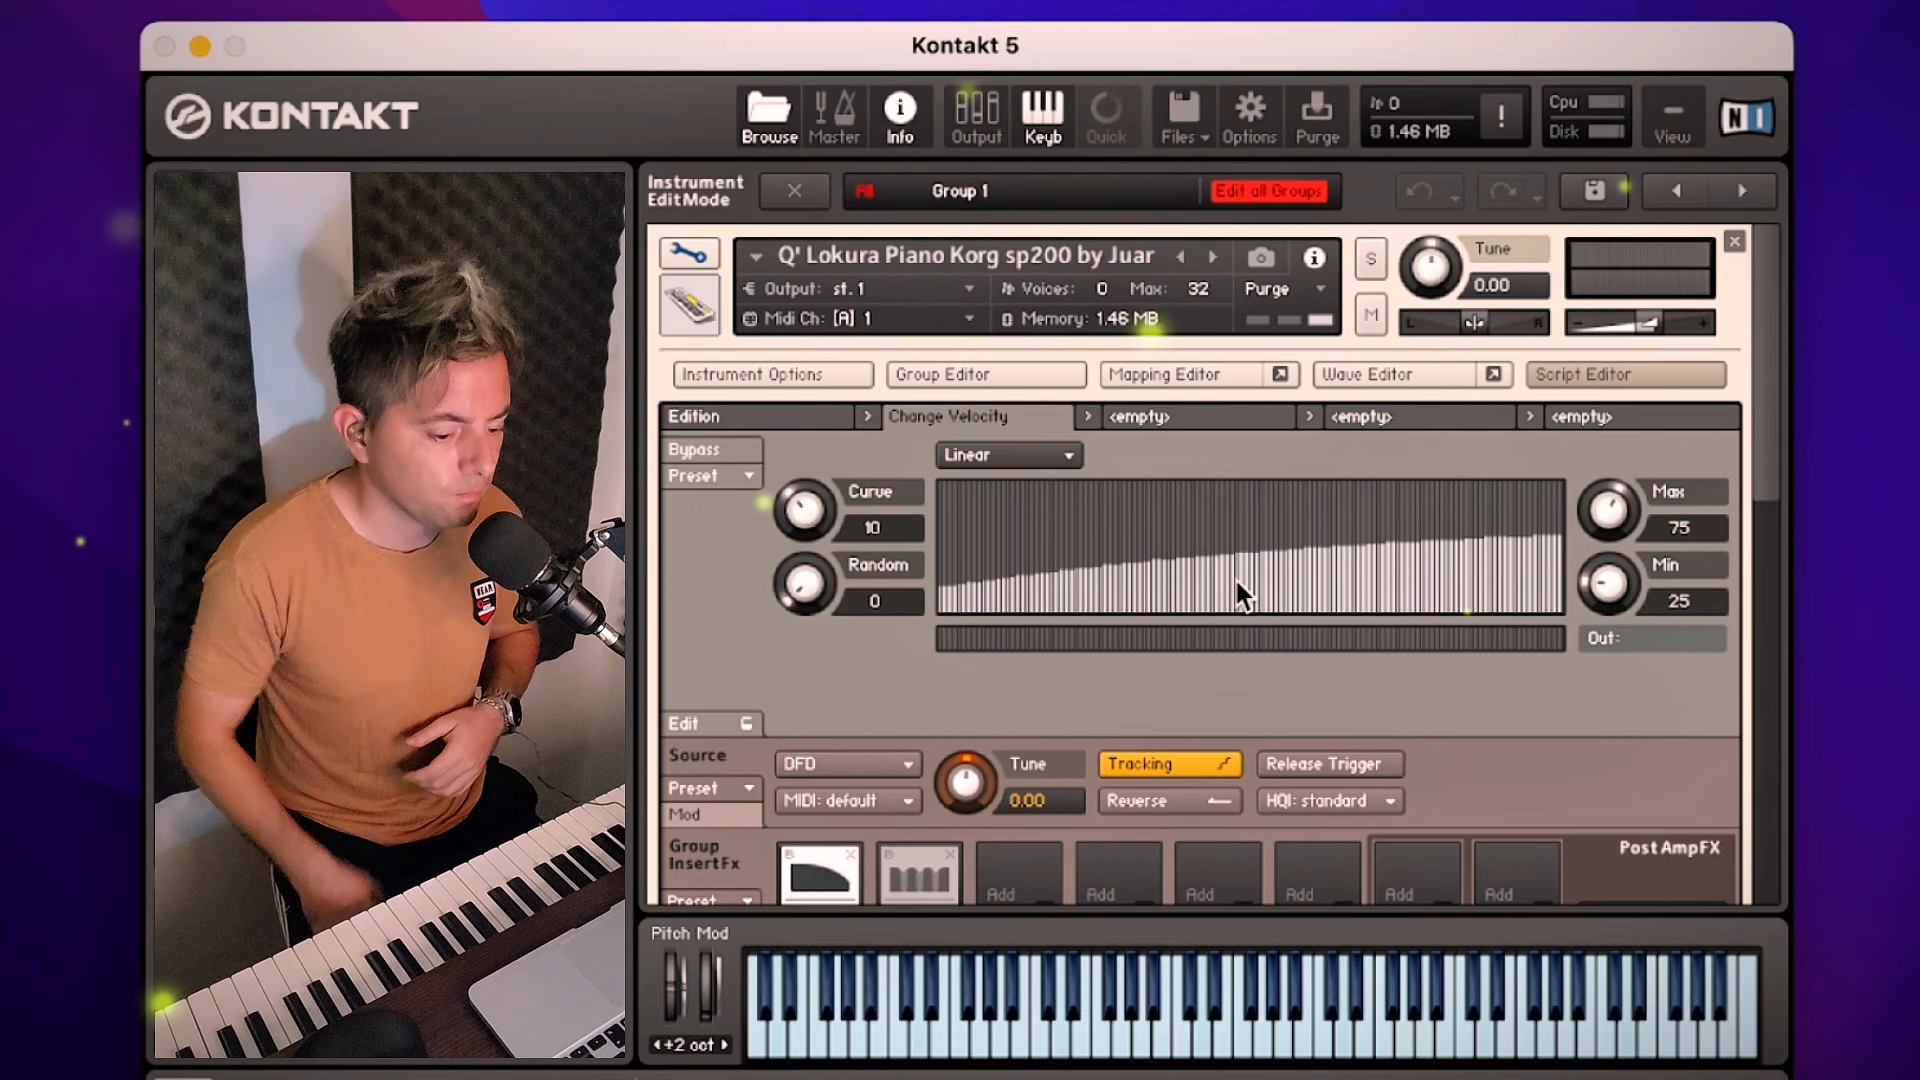 Kontakt 5
KONTAKT
Browse
Master
Info
Output
Keyb
Quick
Files
Options
Purge
0
1.46 MB
!
Cpu
Disk
View
NI
Instrument
EditMode
Group 1
Edit all Groups
Q' Lokura Piano Korg sp200 by Juar
Output: st. 1
Voices: 0 Max: 32
Purge
Midi Ch: [A] 1
Memory: 1.46 MB
S
M
Tune
0.00
L
R
Instrument Options
Group Editor
Mapping Editor
Wave Editor
Script Editor
Edition
Change Velocity
<empty>
<empty>
<empty>
Bypass
Preset
Linear
Curve
10
Random
0
Max
75
Min
25
Out:
Edit
Source
Preset
Mod
DFD
MIDI: default
Tune
0.00
Tracking
Reverse
Release Trigger
HQI: standard
Group
InsertFx
Preset
B
B
Add
Add
Add
Add
Add
Add
Post AmpFX
Pitch Mod
+2 oct